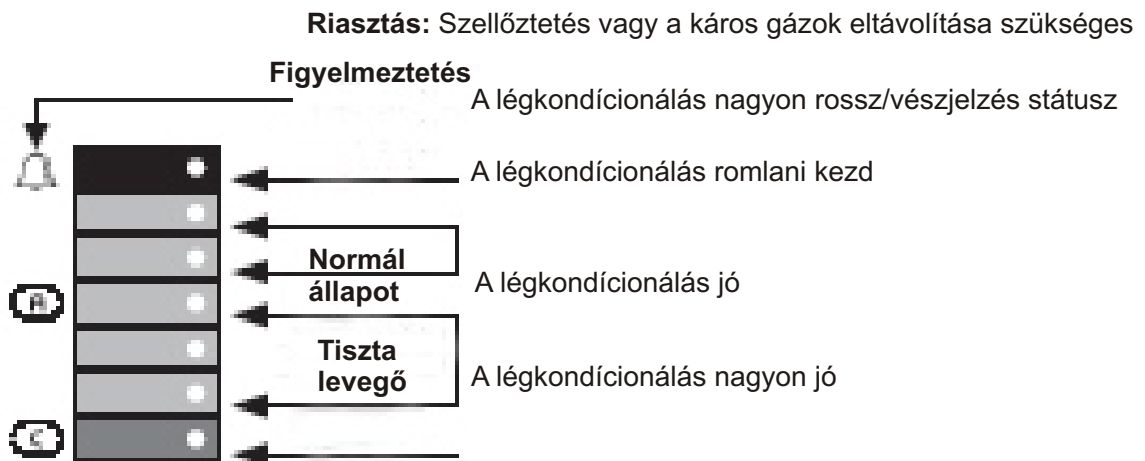 Riasztás: Szellőztetés vagy a káros gázok eltávolítása szükséges
Figyelmeztetés
A légkondícionálás nagyon rossz/vészjelzés státusz
A légkondícionálás romlani kezd
Normál
állapot
A légkondícionálás jó
A
Tiszta
levegő
A légkondícionálás nagyon jó
C